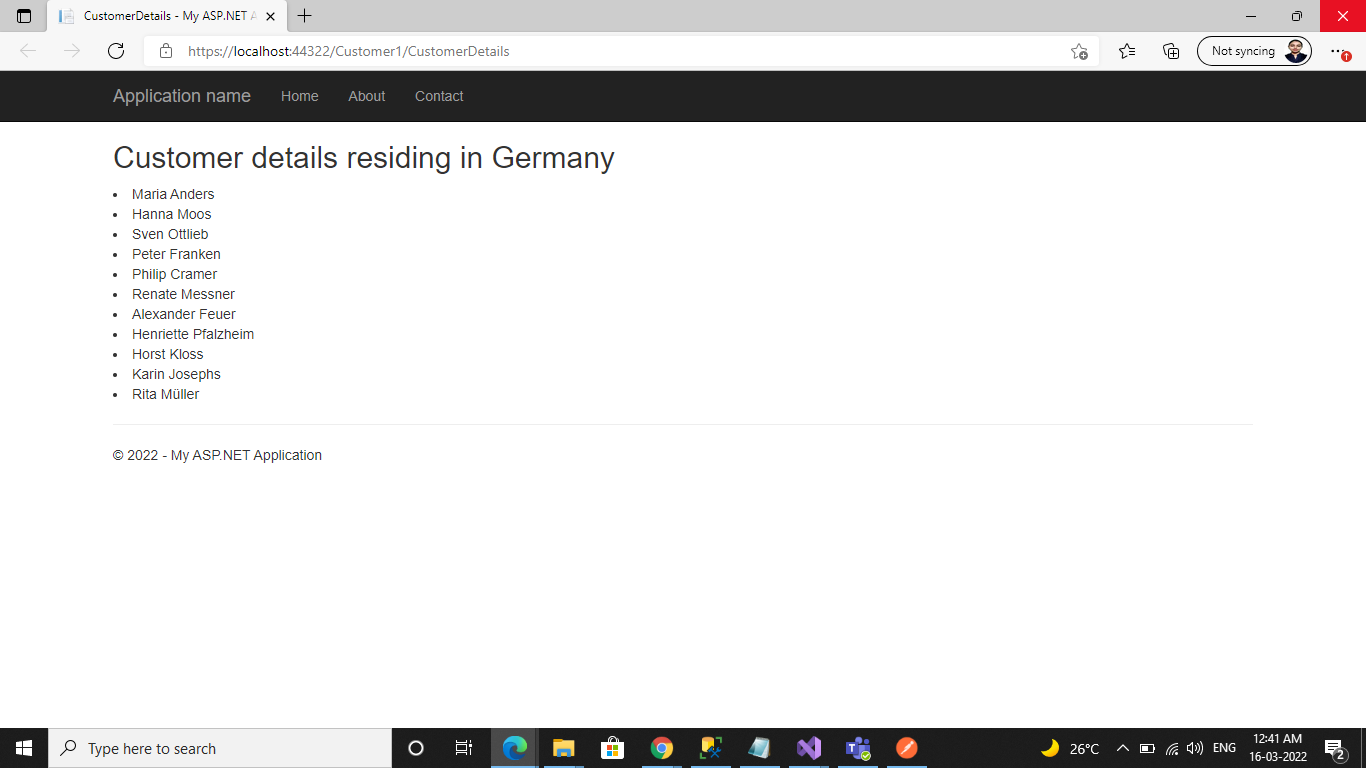 CustomerDetails - My ASP.NET A
https://localhost:44322/Customer1/CustomerDetails
Not syncing
Application name Home About Contact
Customer details residing in Germany
• Maria Anders
• Hanna Moos
• Sven Ottlieb
• Peter Franken
• Philip Cramer
• Renate Messner
• Alexander Feuer
• Henriette Pfalzheim
• Horst Kloss
• Karin Josephs
• Rita Müller
© 2022 - My ASP.NET Application
Type here to search
26°C
ENG
12:41 AM
16-03-2022
2